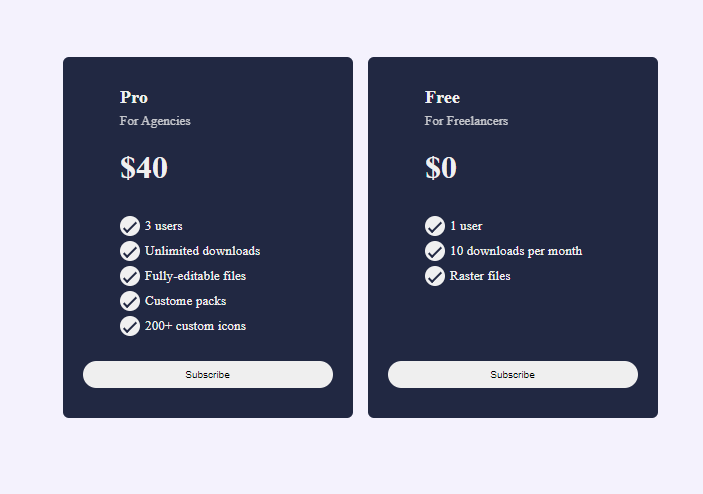 Pro
For Agencies
$40
3 users
Unlimited downloads
Fully-editable files
Custome packs
200+ custom icons
Subscribe
Free
For Freelancers
$0
1 user
10 downloads per month
Raster files
Subscribe